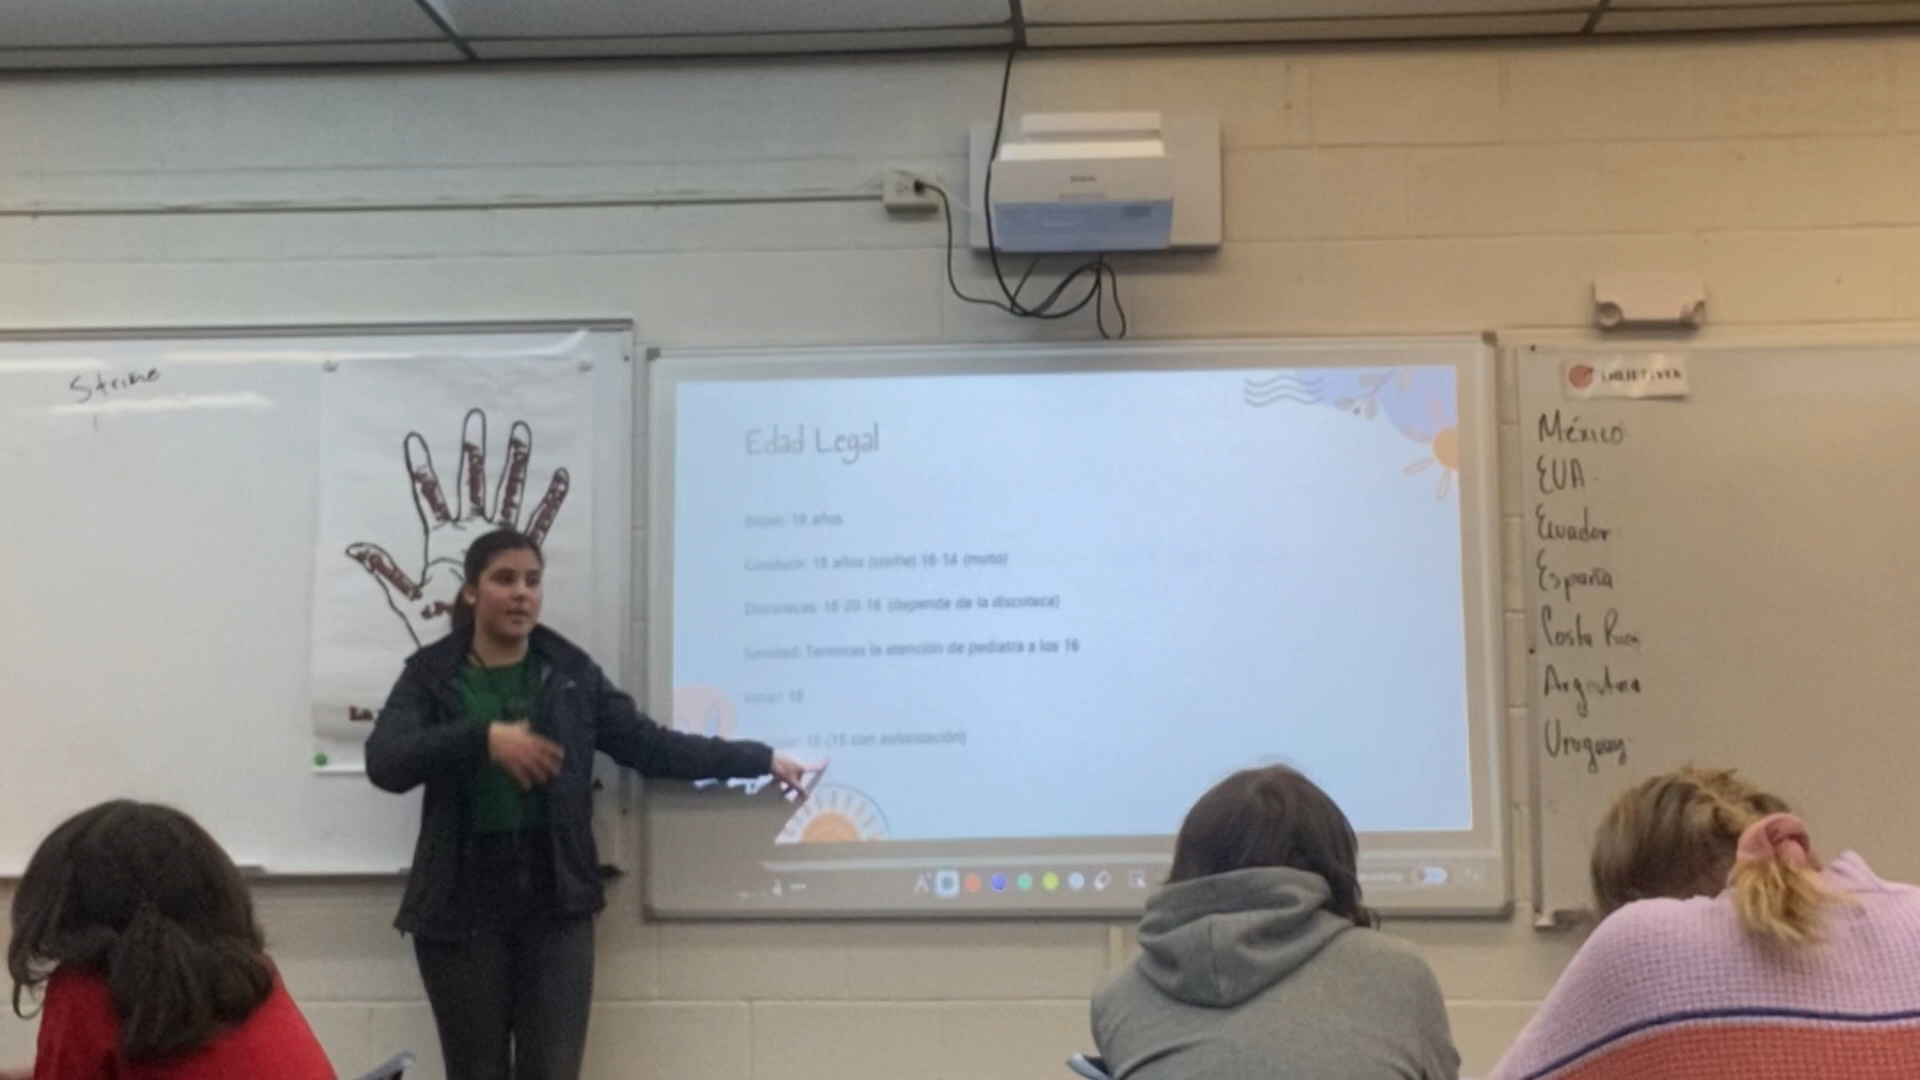 Strike
Edad Legal
Beber: 18 años
Conducir: 18 años (coche) 16-14 (moto)
Discotecas: 18-20-16 (depende de la discoteca)
Sanidad: Terminas la atención de pediatra a los 16
Votar: 18
16 (15 con autorización)
México
EUA
Ecuador
España
Costa Rica
Argentina
Uruguay